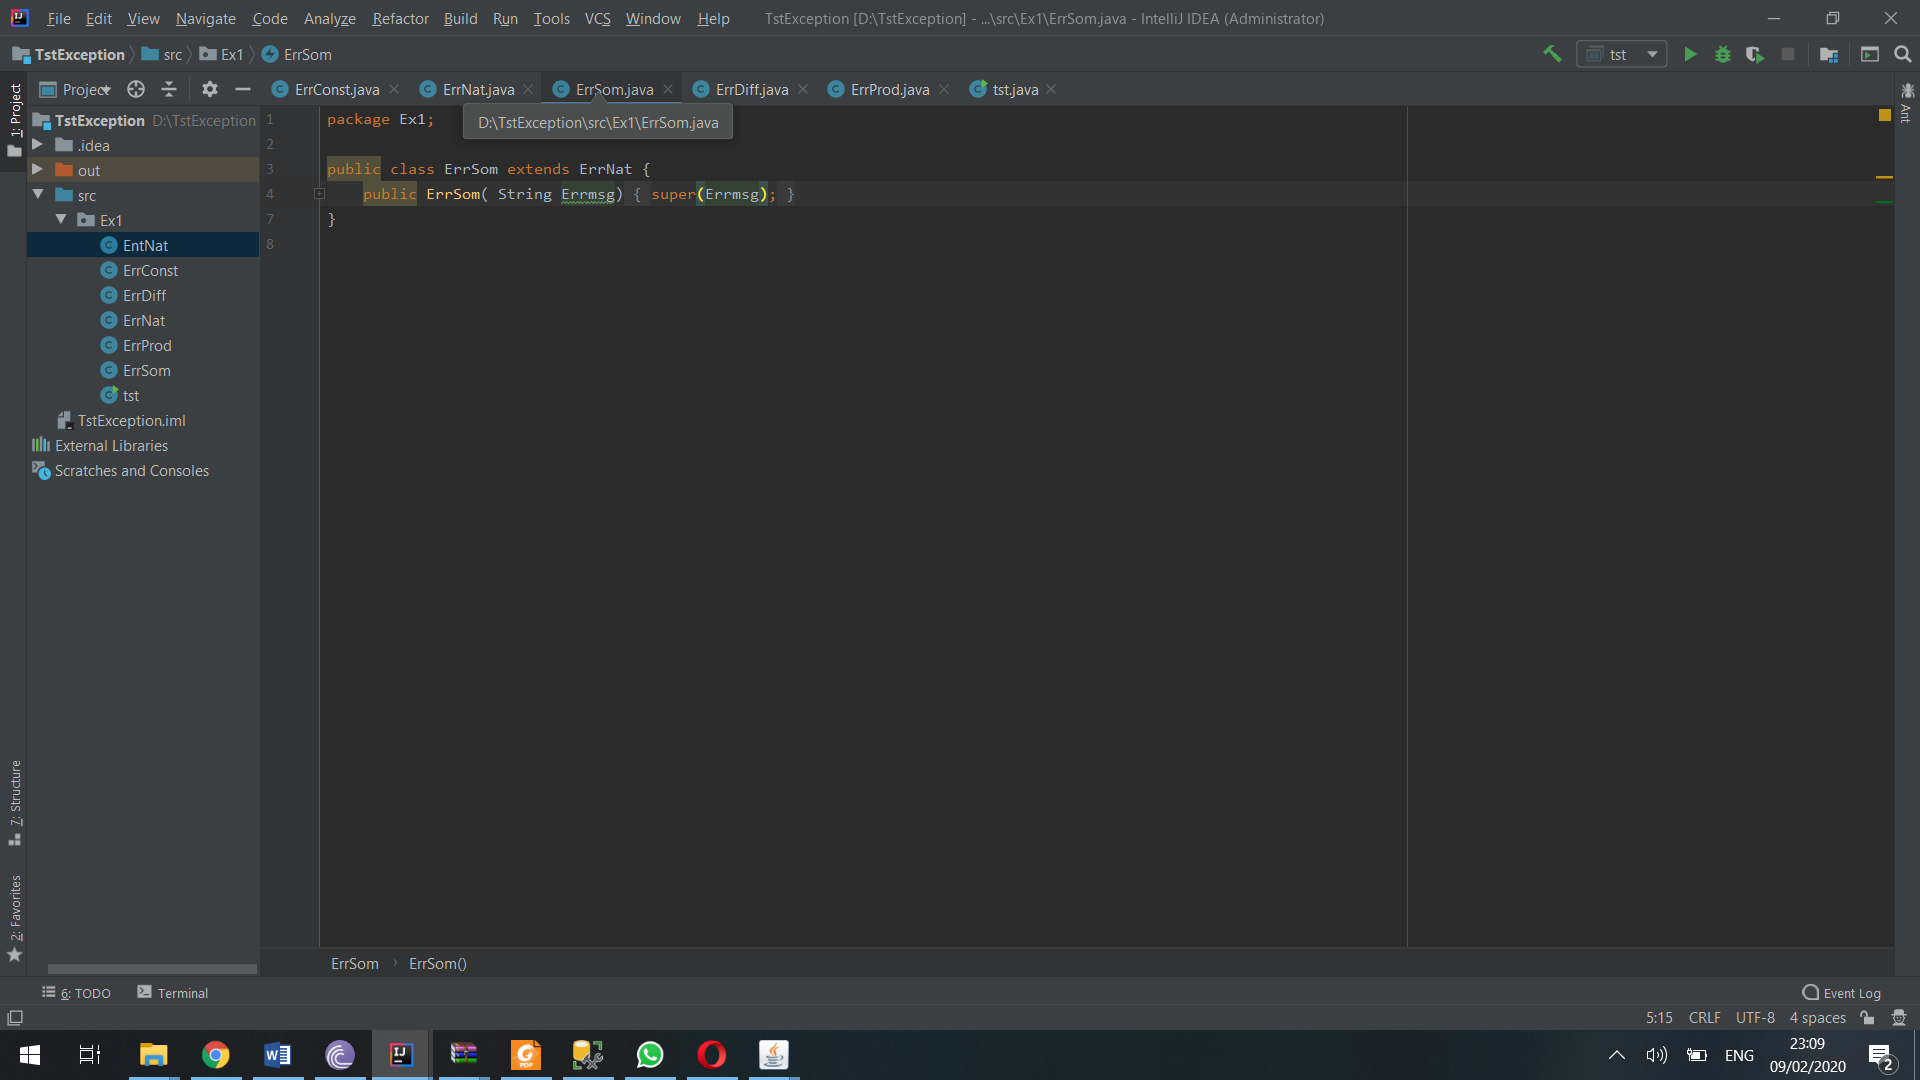 File Edit View Navigate Code Analyze Refactor Build Run Tools VCS Window Help TstException [D:\TstException] - ...\src\Ex1\ErrSom.java - IntelliJ IDEA (Administrator)
TstException src Ex1 ErrSom tst
Project ErrConst.java ErrNat.java ErrSom.java ErrDiff.java ErrProd.java tst.java
D:\TstException\src\Ex1\ErrSom.java
1: Project
Ant
TstException D:\TstException
.idea
out
src
Ex1
EntNat
ErrConst
ErrDiff
ErrNat
ErrProd
ErrSom
tst
TstException.iml
External Libraries
Scratches and Consoles
1 package Ex1;
2
3 public class ErrSom extends ErrNat {
4 public ErrSom( String Errmsg) { super(Errmsg); }
7 }
8
7: Structure
2: Favorites
ErrSom ErrSom()
6: TODO Terminal Event Log
5:15 CRLF UTF-8 4 spaces
ENG 23:09
09/02/2020
2